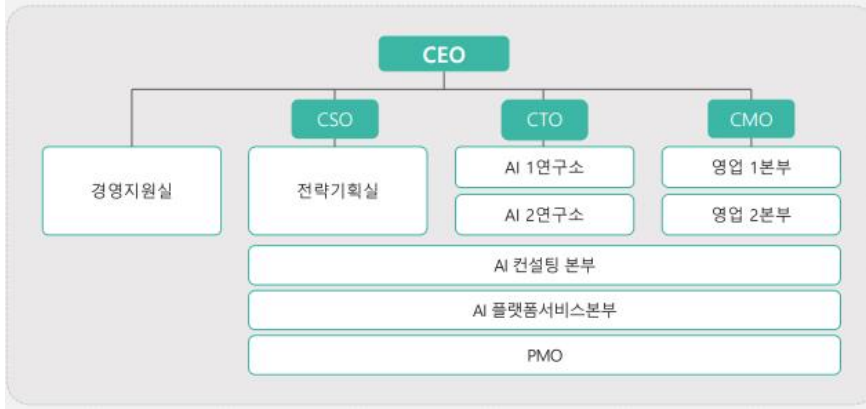 CEO
CSO
CTO
CMO
경영지원실
전략기획실
AI 1연구소
영업 1본부
AI 2연구소
영업 2본부
AI 컨설팅 본부
AI 플랫폼서비스본부
PMO